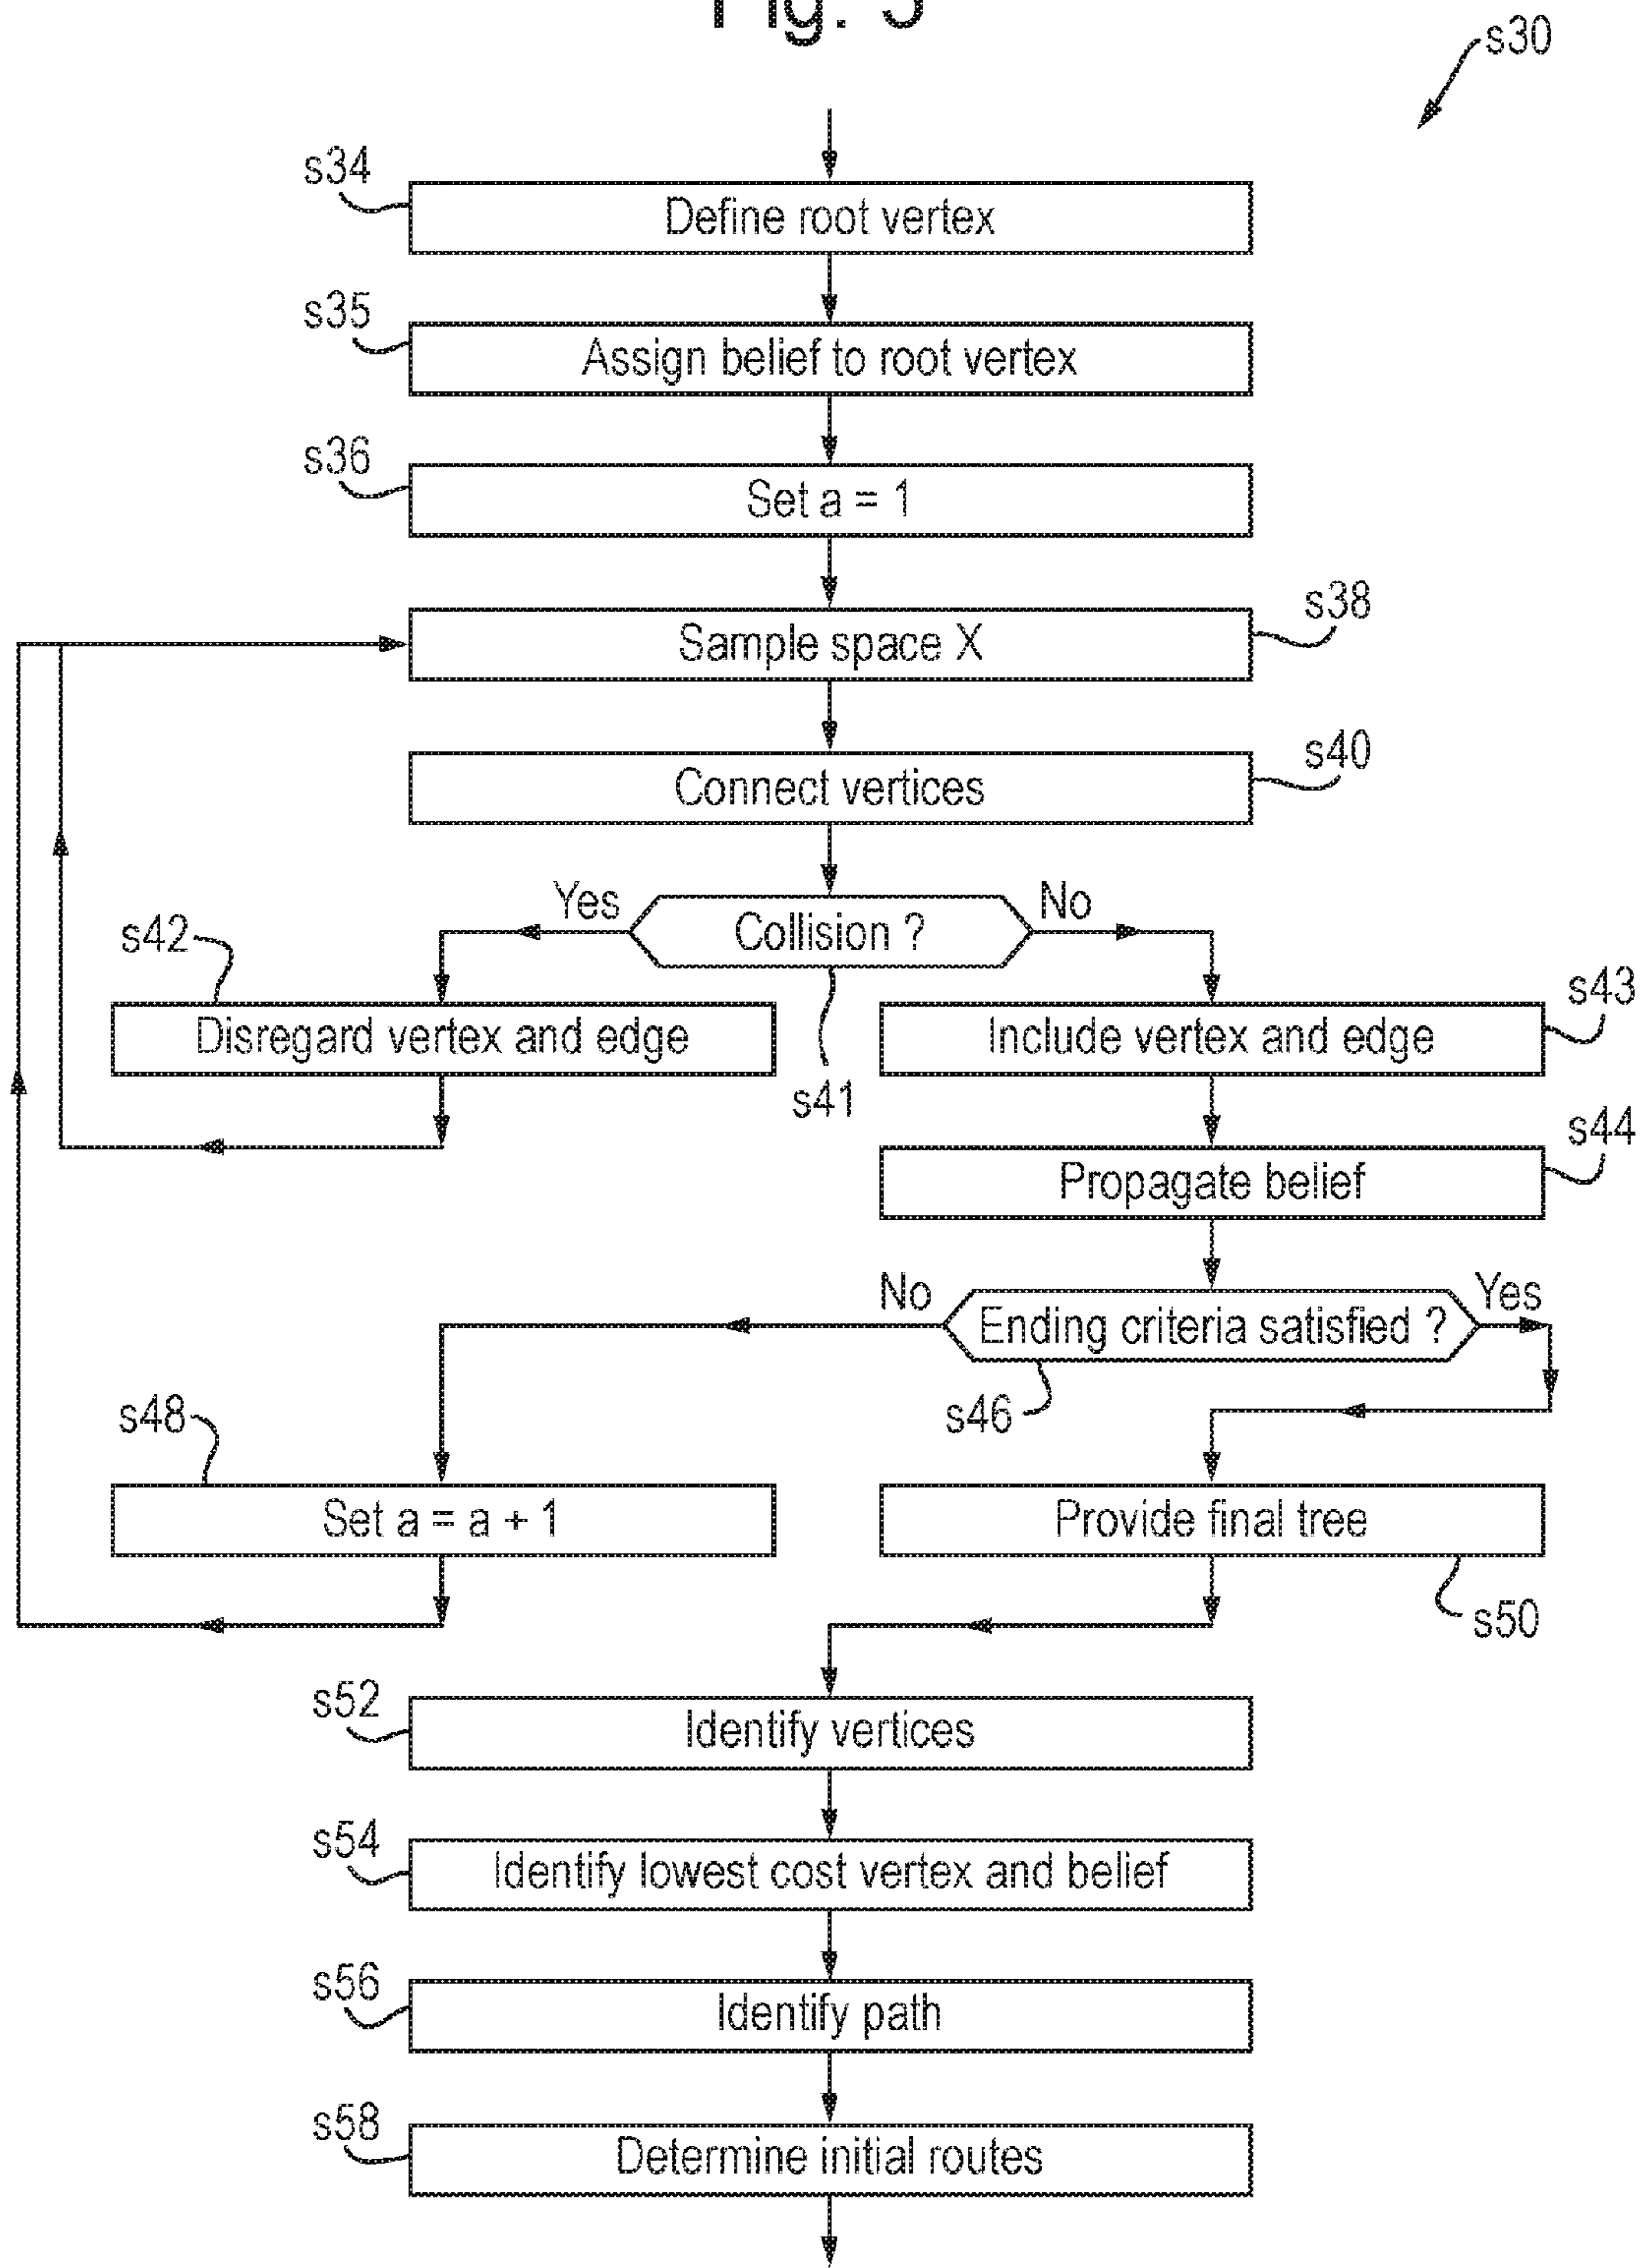 s30
s34
Define root vertex
s35
Assign belief to root vertex
s36
Set a = 1
s38
Sample space X
s40
Connect vertices
Yes
Collision ?
No
s42
s41
s43
Disregard vertex and edge
Include vertex and edge
s44
Propagate belief
No
Ending criteria satisfied ?
Yes
s46
s48
Set a = a + 1
Provide final tree
s50
s52
Identify vertices
s54
Identify lowest cost vertex and belief
s56
Identify path
s58
Determine initial routes